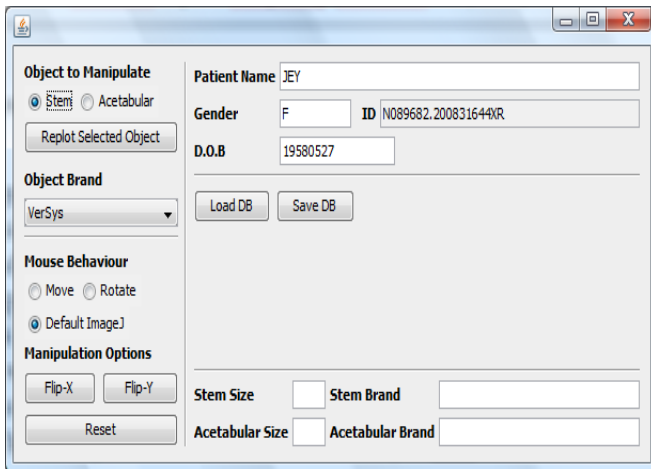 Object to Manipulate
Stem Acetabular
Replot Selected Object
Object Brand
VerSys
Mouse Behaviour
Move Rotate
Default ImageJ
Manipulation Options
Flip-X Flip-Y
Reset
Patient Name JEY
Gender F ID N089682.200831644XR
D.O.B 19580527
Load DB Save DB
Stem Size Stem Brand
Acetabular Size Acetabular Brand